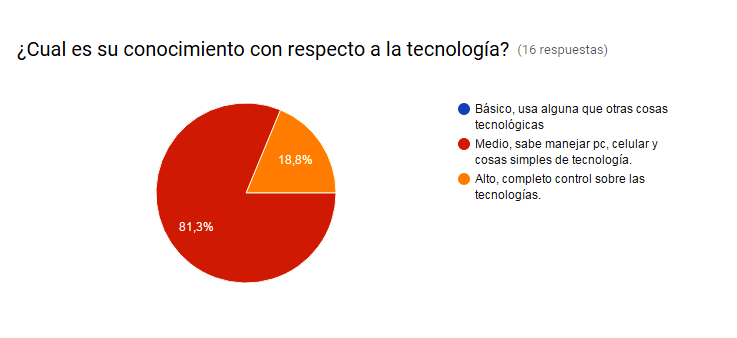 ¿Cual es su conocimiento con respecto a la tecnología? (16 respuestas)
Básico, usa alguna que otras cosas
tecnológicas
Medio, sabe manejar pc, celular y
cosas simples de tecnología.
Alto, completo control sobre las
tecnologías.
18,8%
81,3%